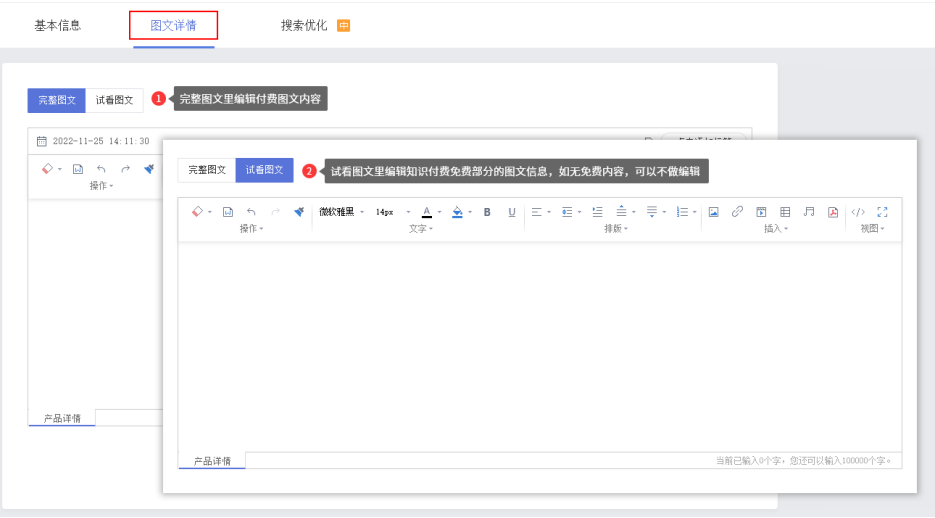 基本信息 图文详情 搜索优化 中
完整图文 试看图文 1 完整图文里编辑付费图文内容
2022-11-25 14:11:30
操作
产品详情
完整图文 试看图文 2 试看图文里编辑知识付费免费部分的图文信息，如无免费内容，可以不做编辑
微软雅黑 14px A B U
操作 文字 排版 插入 视图
产品详情 当前已输入0个字，您还可以输入100000个字。